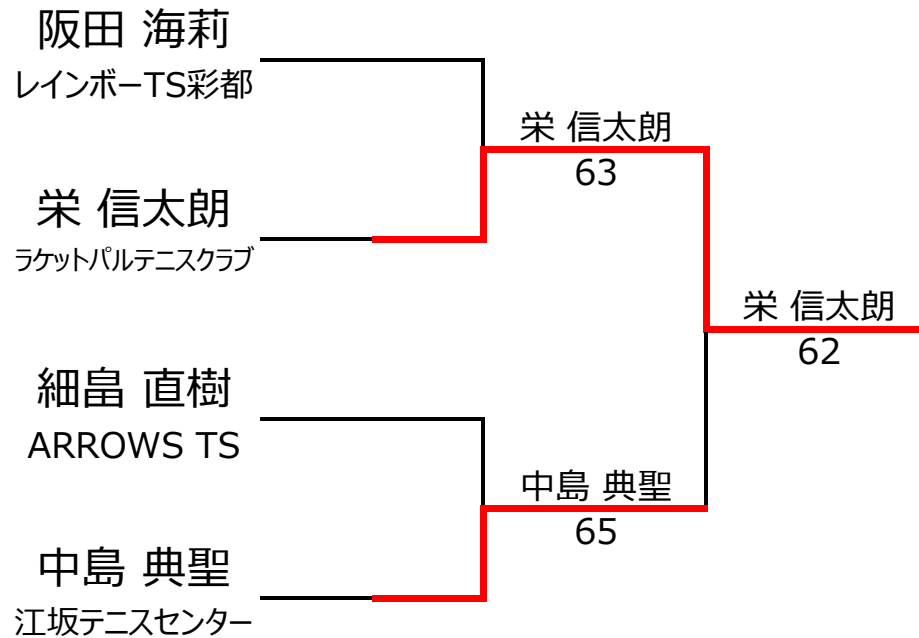 阪田 海莉
レインボーTS彩都
栄 信太朗
63
栄 信太朗
ラケットパルテニスクラブ
栄 信太朗
62
細畠 直樹
ARROWS TS
中島 典聖
65
中島 典聖
江坂テニスセンター